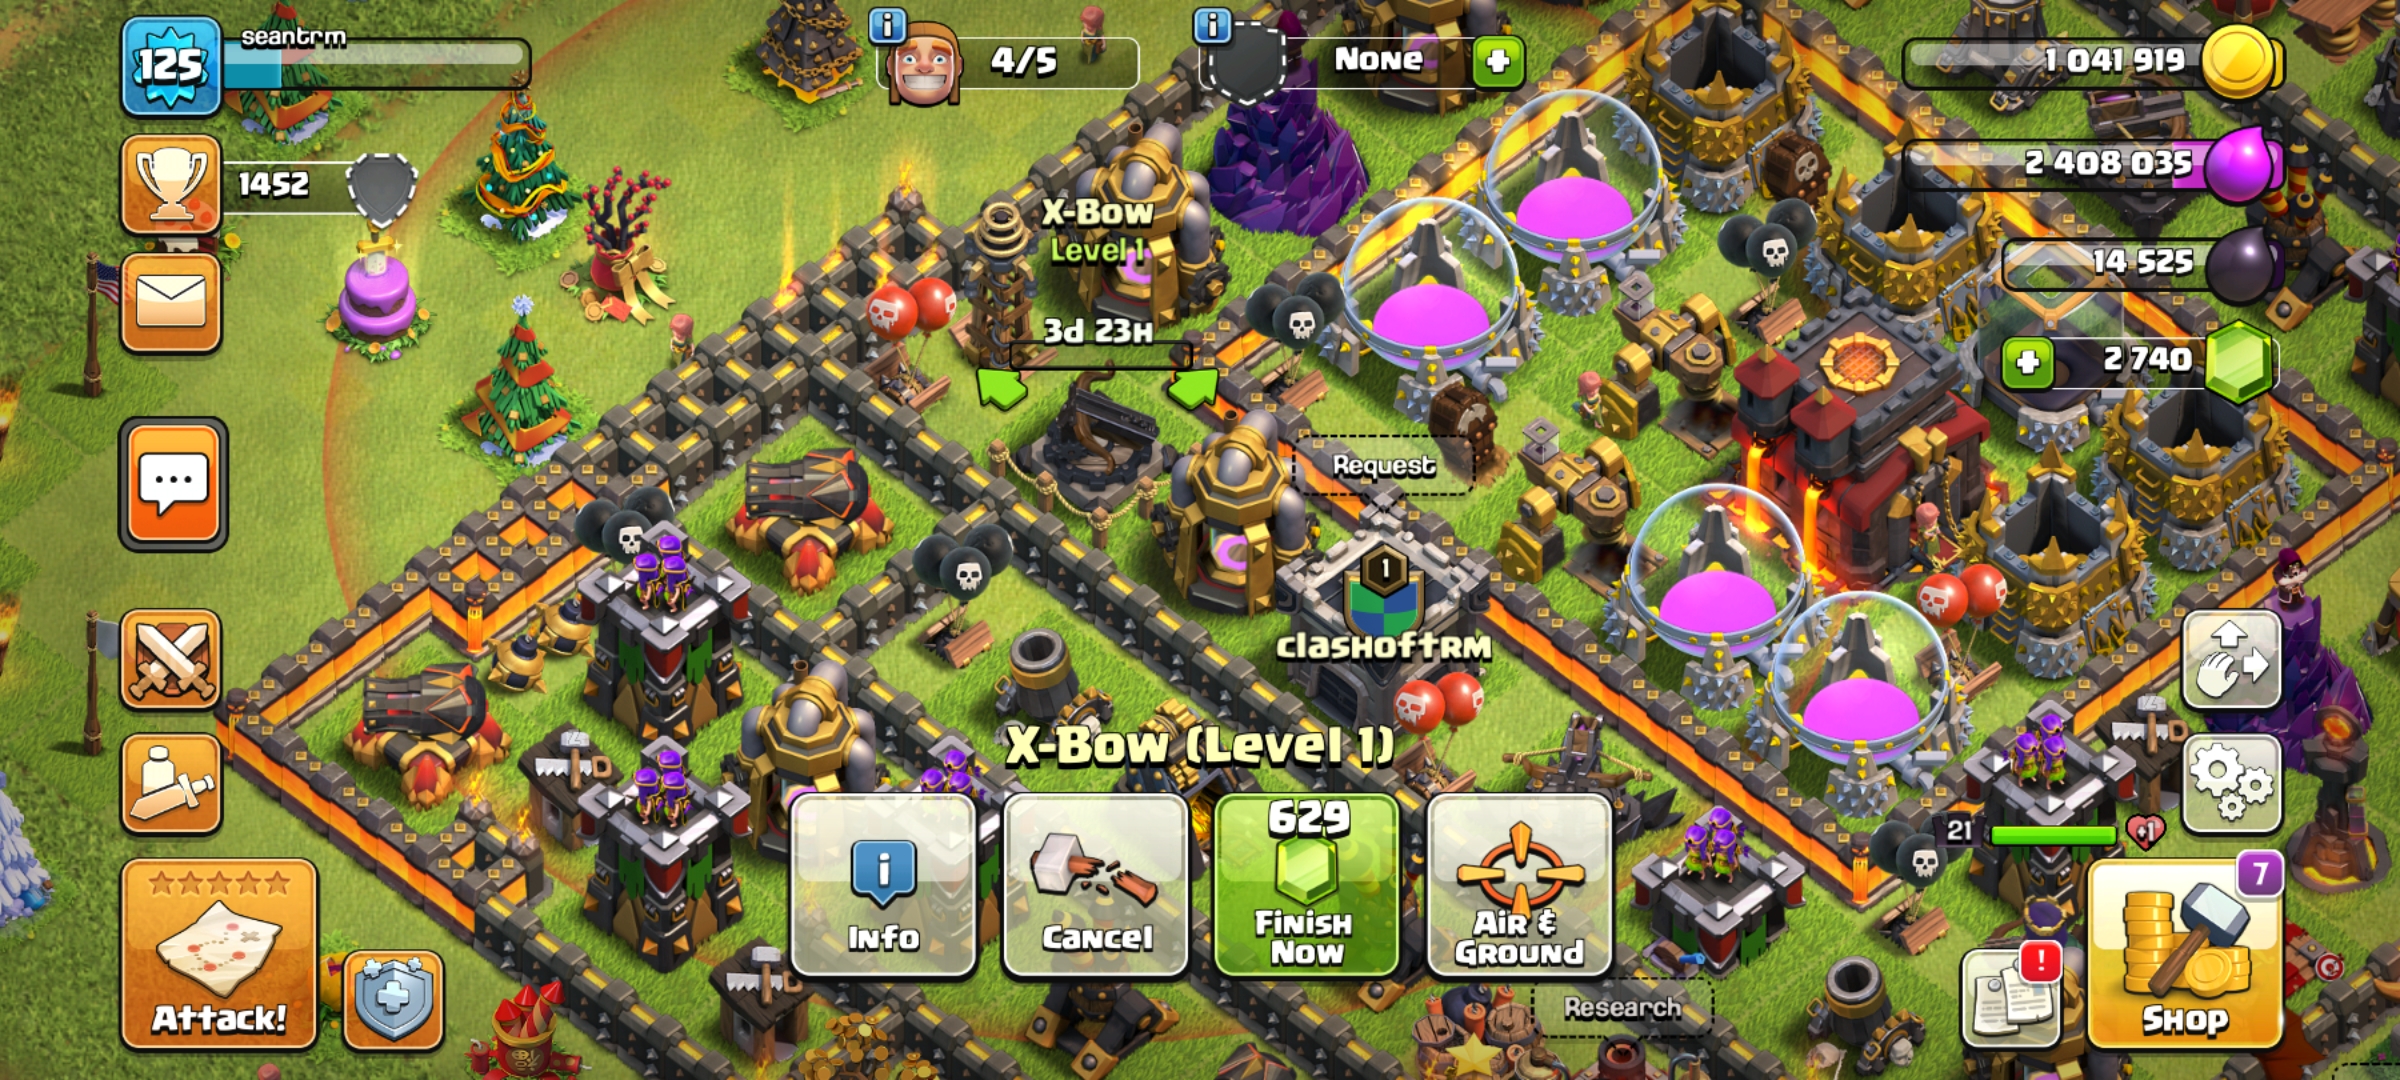 125
seantrm
4/5
None
1 041 919
1452
2 408 035
14 525
2 740
X-Bow
Level 1
3d 23h
Request
1
clashoftRM
X-Bow (Level 1)
Info
Cancel
629
Finish
Now
Air &
Ground
21
+1
7
Attack!
Research
!
Shop